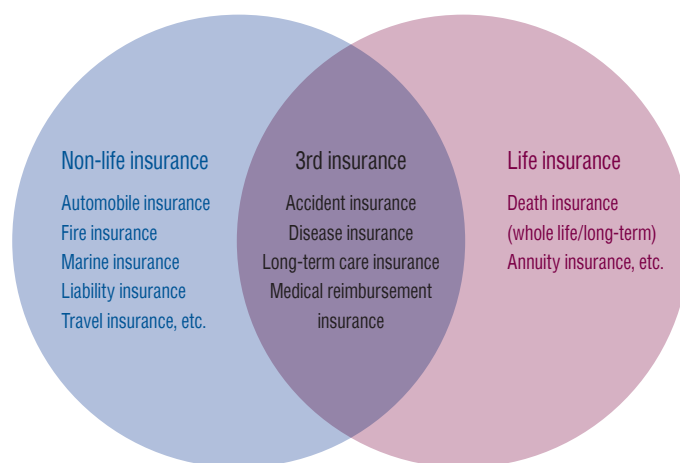 Non-life insurance
Automobile insurance
Fire insurance
Marine insurance
Liability insurance
Travel insurance, etc.
3rd insurance
Accident insurance
Disease insurance
Long-term care insurance
Medical reimbursement
insurance
Life insurance
Death insurance
(whole life/long-term)
Annuity insurance, etc.